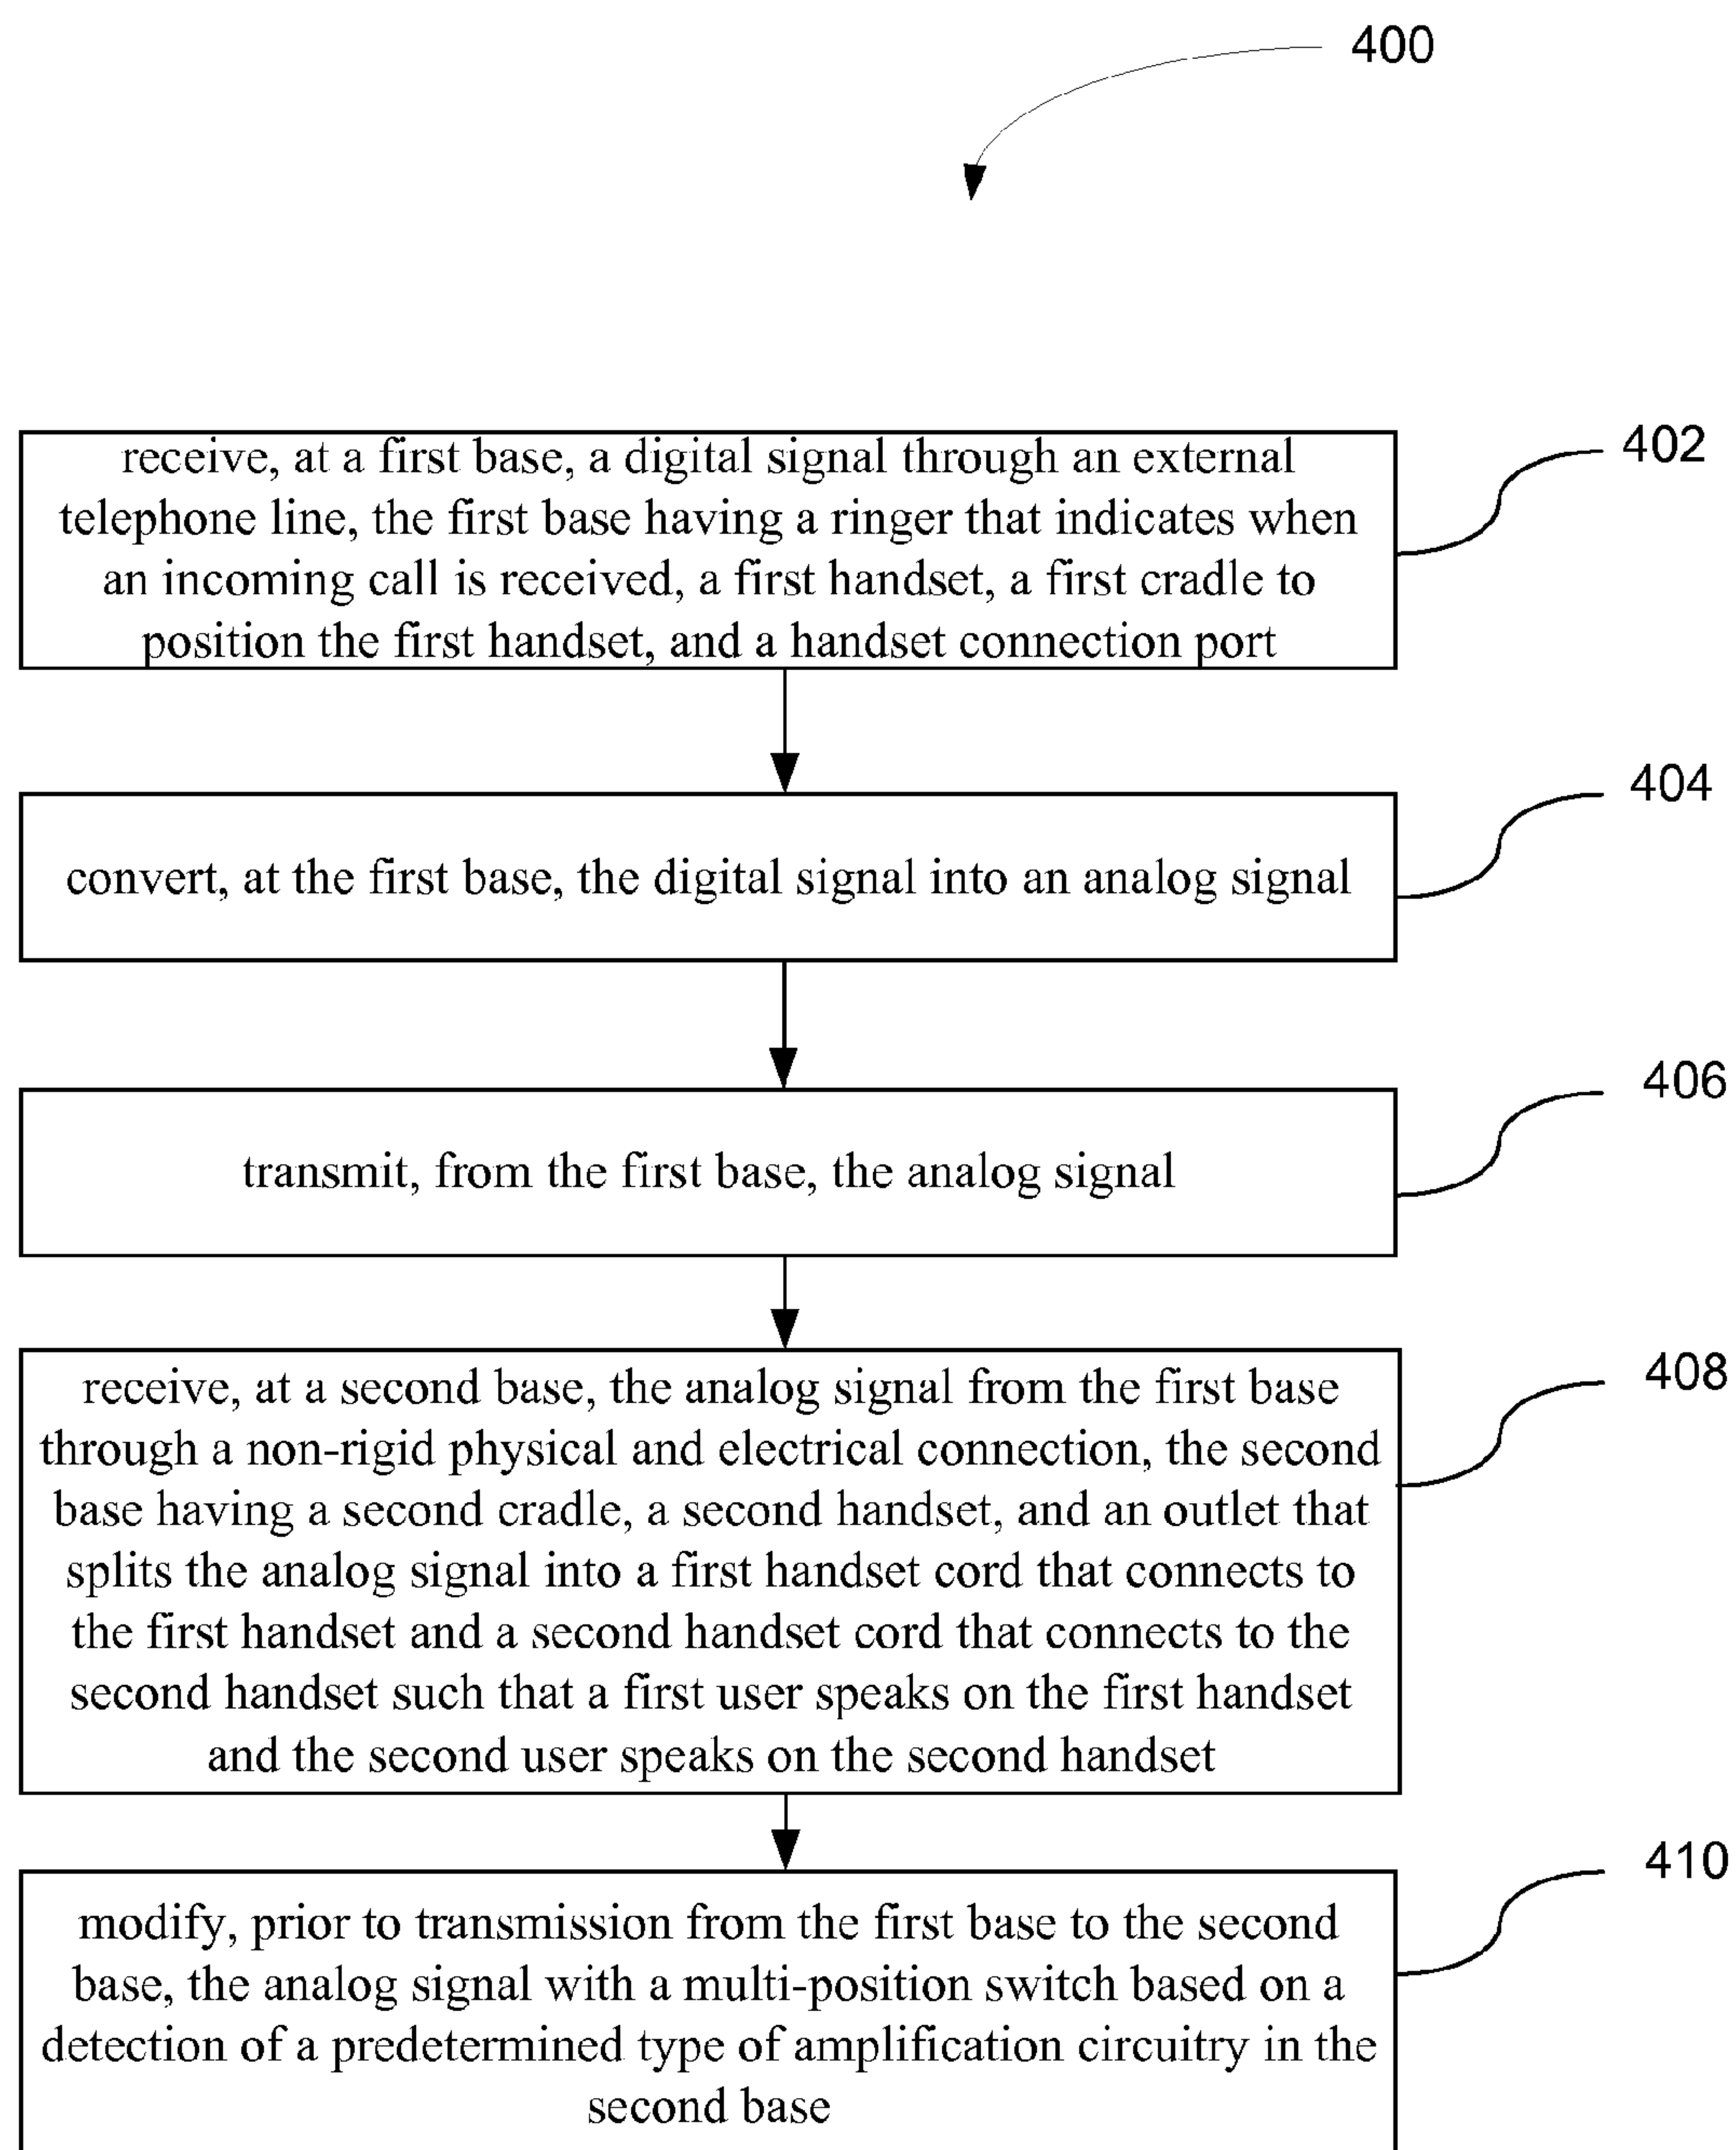 400
402
receive, at a first base, a digital signal through an external
telephone line, the first base having a ringer that indicates when
an incoming call is received, a first handset, a first cradle to
position the first handset, and a handset connection port
404
convert, at the first base, the digital signal into an analog signal
406
transmit, from the first base, the analog signal
408
receive, at a second base, the analog signal from the first base
through a non-rigid physical and electrical connection, the second
base having a second cradle, a second handset, and an outlet that
splits the analog signal into a first handset cord that connects to
the first handset and a second handset cord that connects to the
second handset such that a first user speaks on the first handset
and the second user speaks on the second handset
410
modify, prior to transmission from the first base to the second
base, the analog signal with a multi-position switch based on a
detection of a predetermined type of amplification circuitry in the
second base